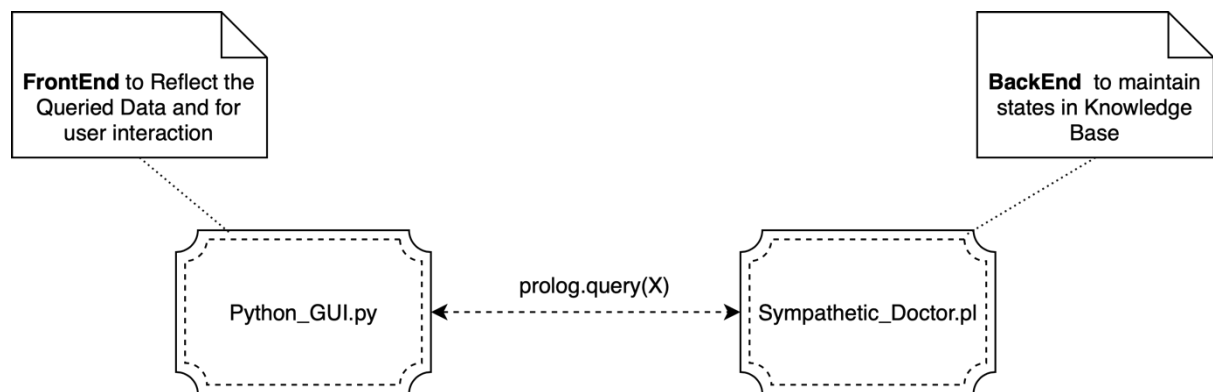 FrontEnd to Reflect the
Queried Data and for
user interaction
BackEnd to maintain
states in Knowledge
Base
prolog.query(X)
Python_GUI.py
Sympathetic_Doctor.pl